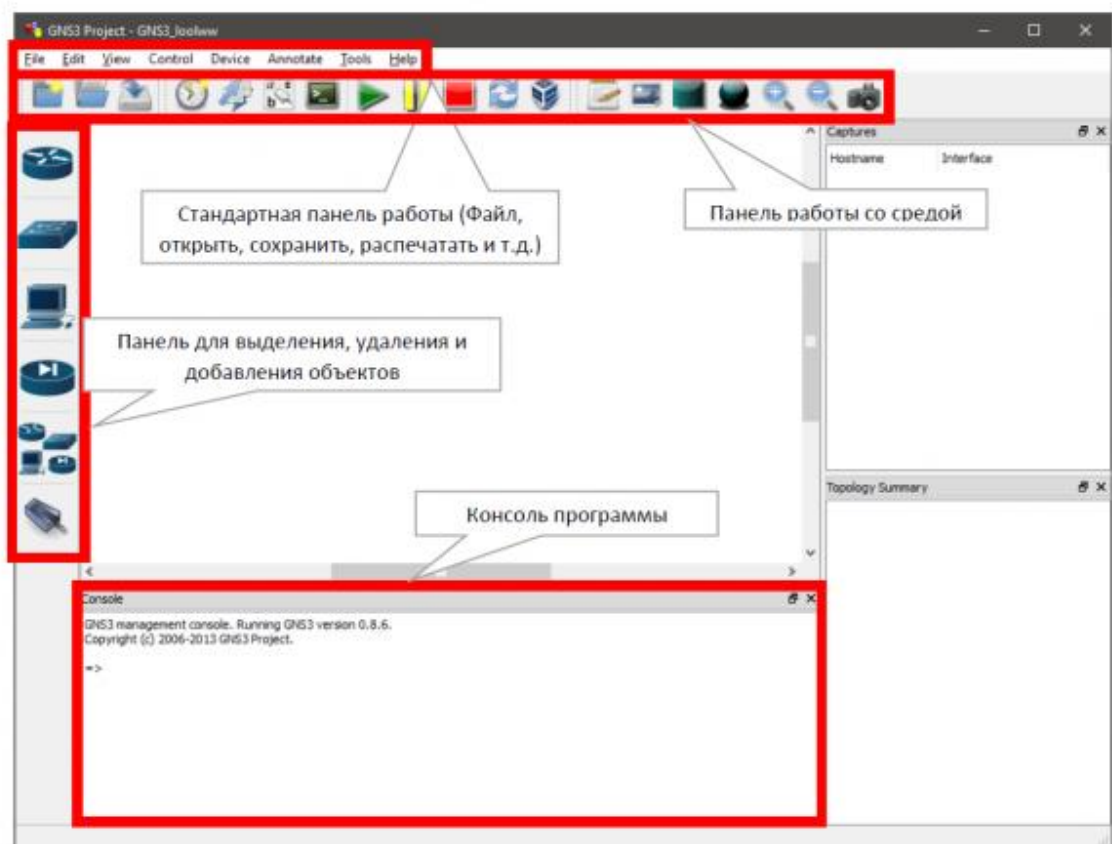 GNS3 Project - GNS3_loolww
File Edit View Control Device Annotate Tools Help
Captures
Hostname Interface
Стандартная панель работы (Файл,
открыть, сохранить, распечатать и т.д.)
Панель работы со средой
Панель для выделения, удаления и
добавления объектов
Консоль программы
Topology Summary
Console
GNS3 management console. Running GNS3 version 0.8.6.
Copyright (c) 2006-2013 GNS3 Project.
=>